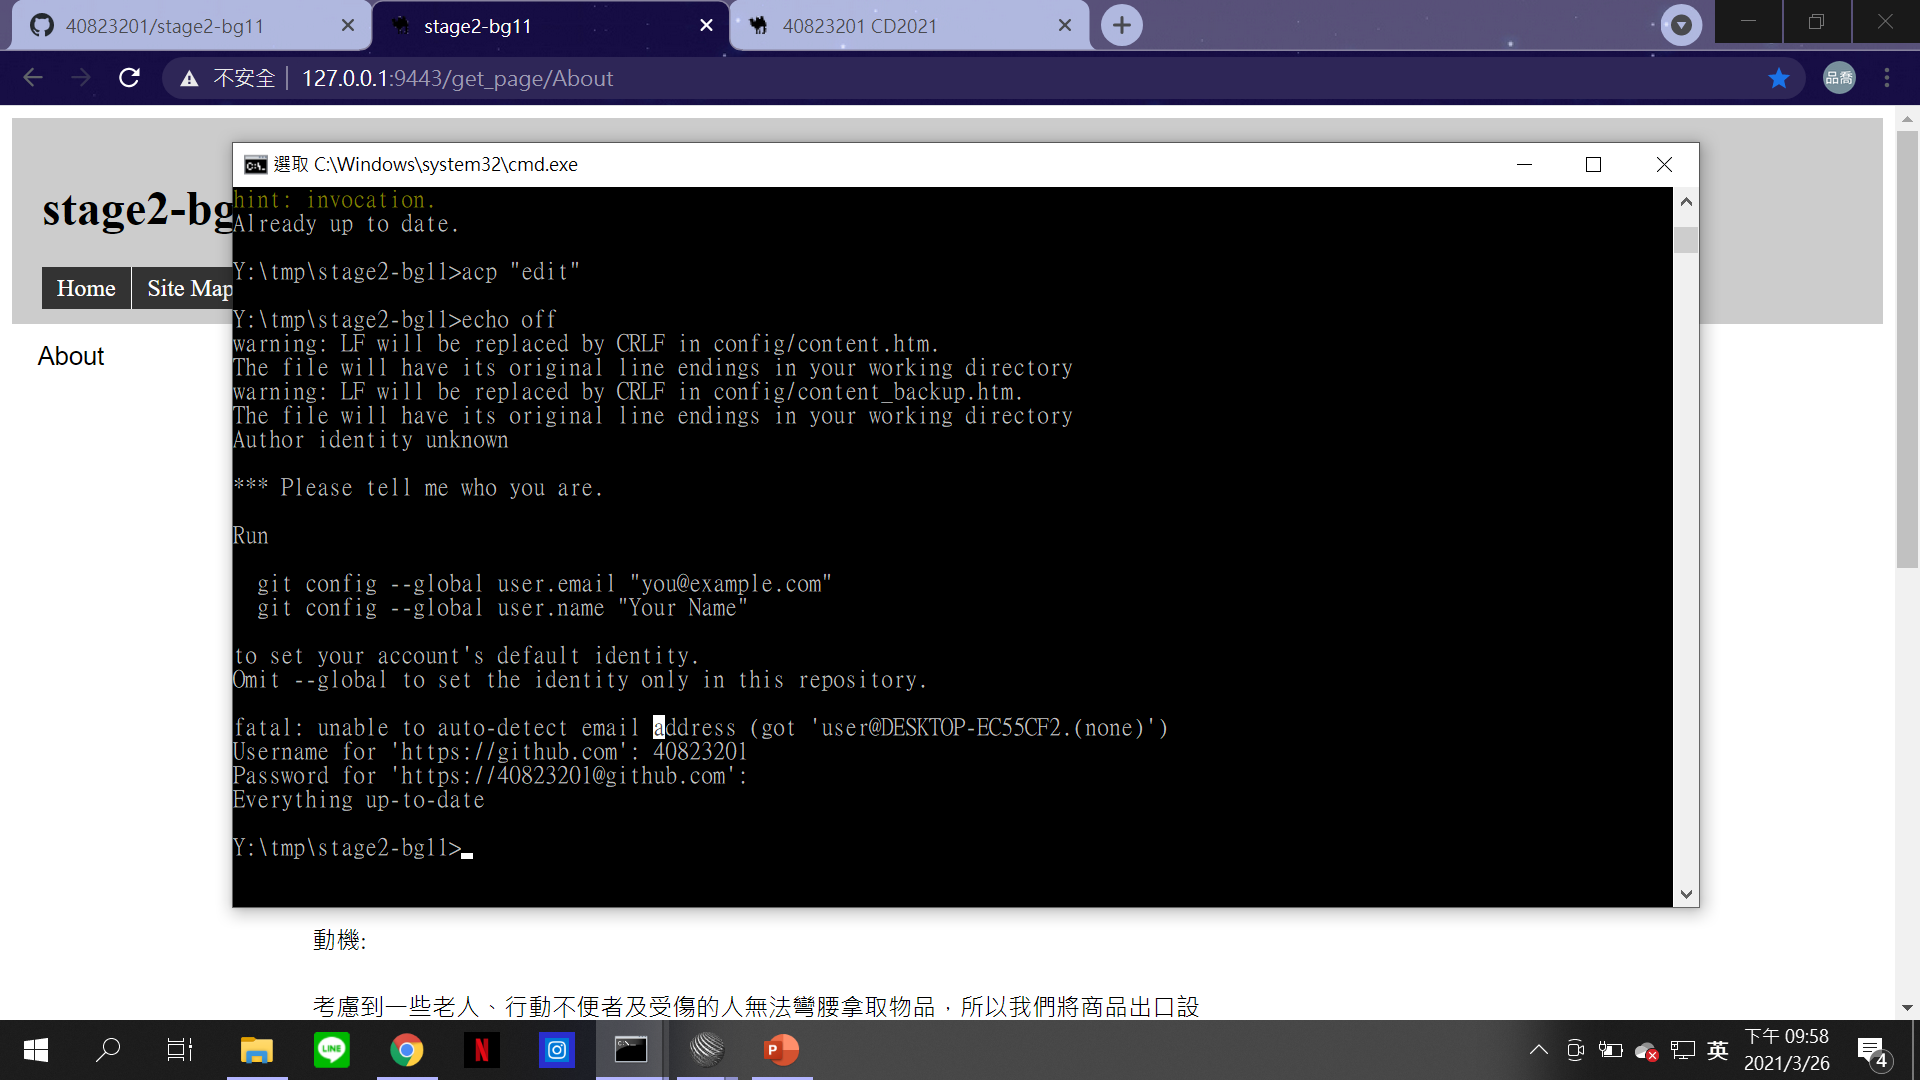 40823201/stage2-bg11
stage2-bg11
40823201 CD2021
不安全 127.0.0.1:9443/get_page/About
品喬
stage2-bg
Home
Site Map
About
選取 C:\Windows\system32\cmd.exe
hint: invocation.
Already up to date.
Y:\tmp\stage2-bg11>acp "edit"
Y:\tmp\stage2-bg11>echo off
warning: LF will be replaced by CRLF in config/content.htm.
The file will have its original line endings in your working directory
warning: LF will be replaced by CRLF in config/content_backup.htm.
The file will have its original line endings in your working directory
Author identity unknown
*** Please tell me who you are.
Run
git config --global user.email "you@example.com"
git config --global user.name "Your Name"
to set your account's default identity.
Omit --global to set the identity only in this repository.
fatal: unable to auto-detect email address (got 'user@DESKTOP-EC55CF2.(none)')
Username for 'https://github.com': 40823201
Password for 'https://40823201@github.com':
Everything up-to-date
Y:\tmp\stage2-bg11>
動機:
考慮到一些老人、行動不便者及受傷的人無法彎腰拿取物品，所以我們將商品出口設
LINE
N
P
英
下午 09:58
2021/3/26
4